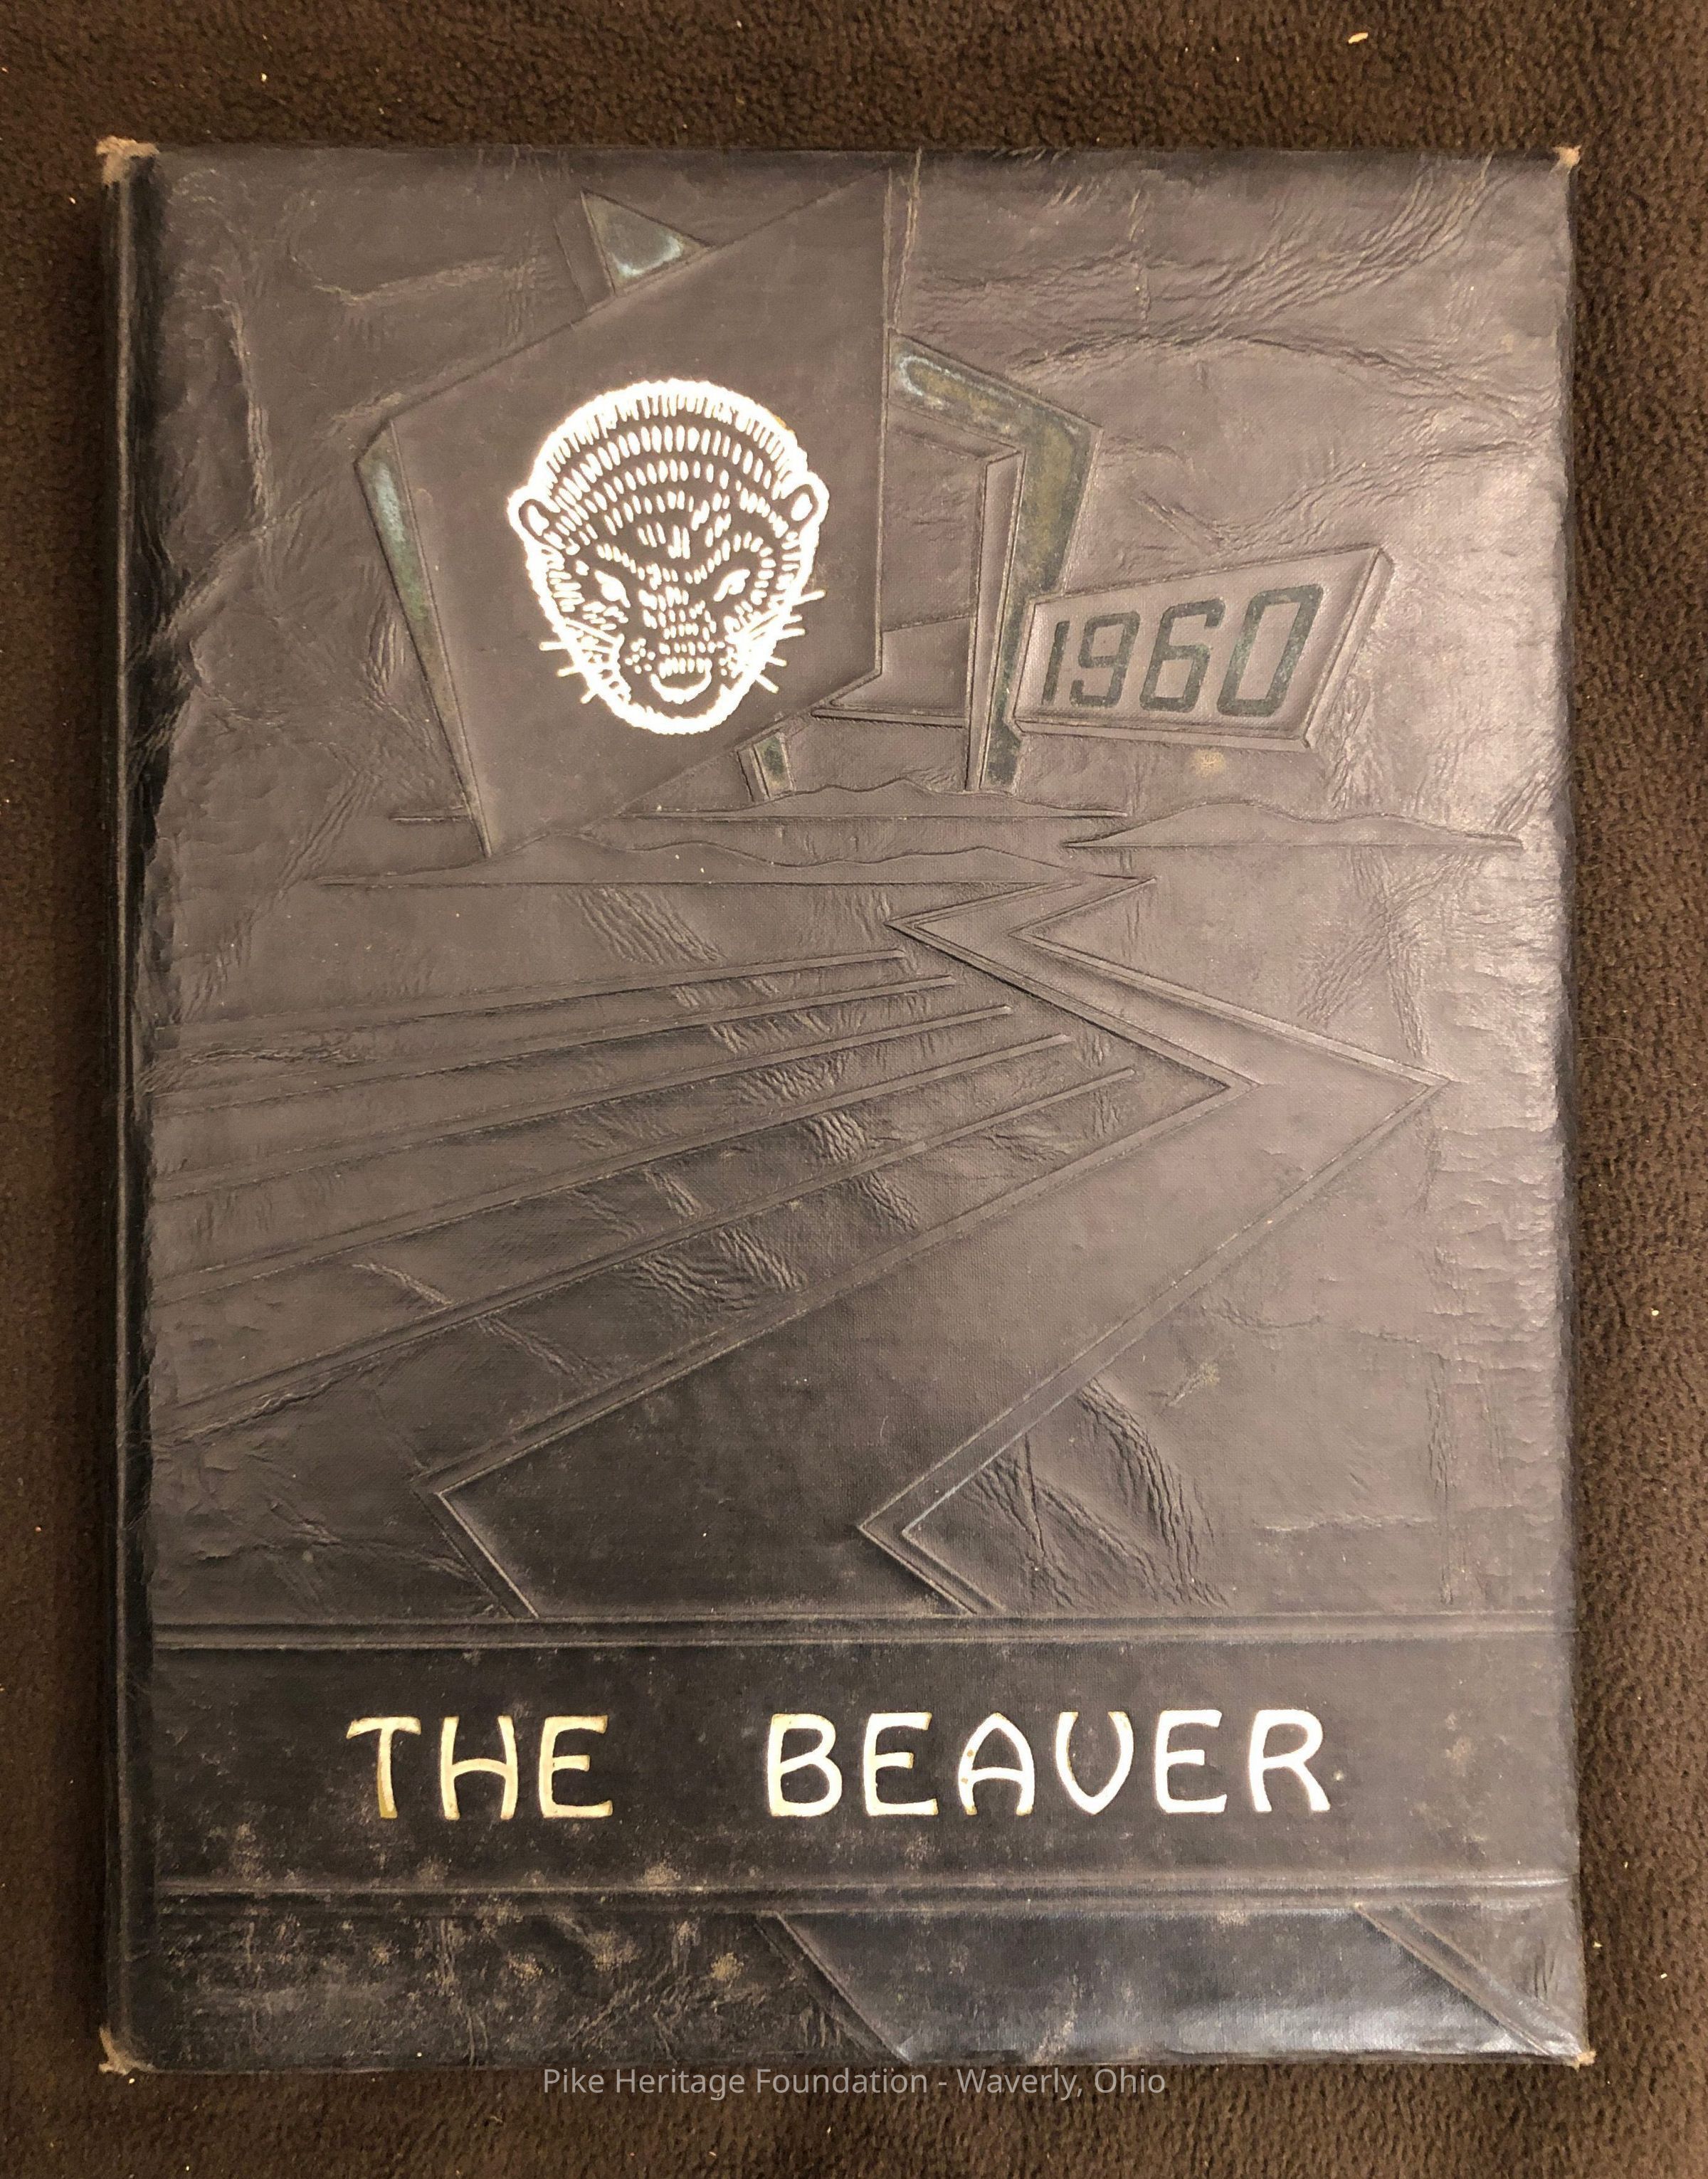 1960
THE BEAVER
Pike Heritage Foundation - Waverly, Ohio